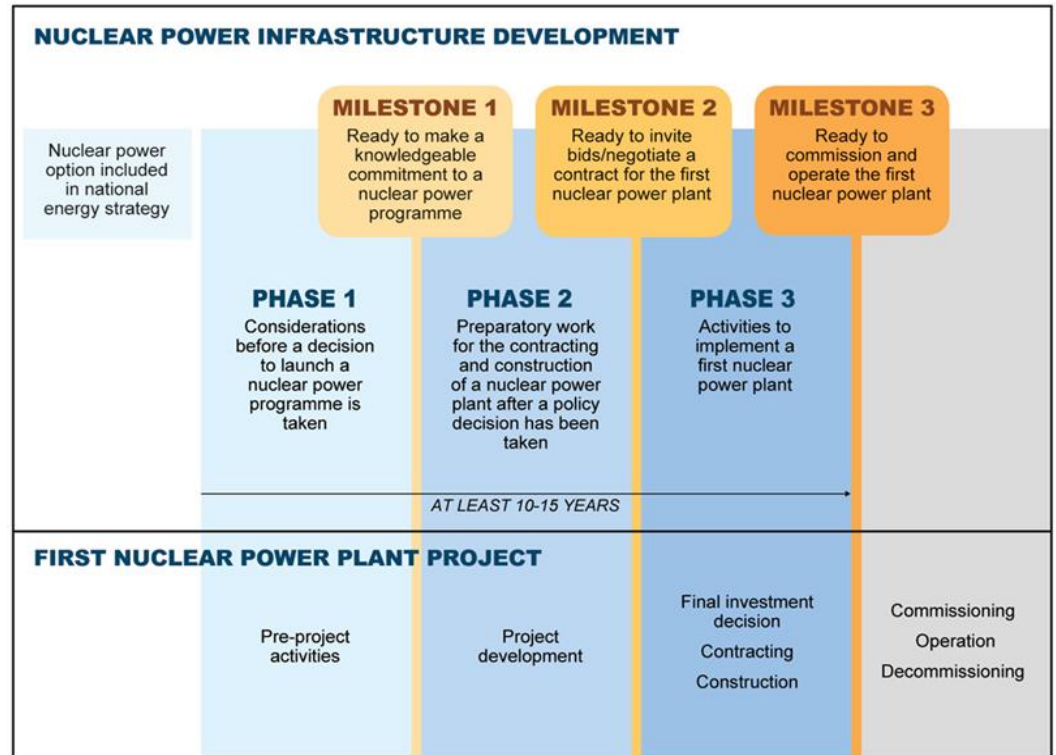 NUCLEAR POWER INFRASTRUCTURE DEVELOPMENT
Nuclear power
option included
in national
energy strategy
MILESTONE 1
Ready to make a
knowledgeable
commitment to a
nuclear power
programme
MILESTONE 2
Ready to invite
bids/negotiate a
contract for the first
nuclear power plant
MILESTONE 3
Ready to
commission and
operate the first
nuclear power plant
PHASE 1
Considerations
before a decision
to launch a
nuclear power
programme is
taken
PHASE 2
Preparatory work
for the contracting
and construction
of a nuclear power
plant after a policy
decision has been
taken
PHASE 3
Activities to
implement a
first nuclear
power plant
AT LEAST 10-15 YEARS
FIRST NUCLEAR POWER PLANT PROJECT
Pre-project
activities
Project
development
Final investment
decision
Contracting
Construction
Commissioning
Operation
Decommissioning